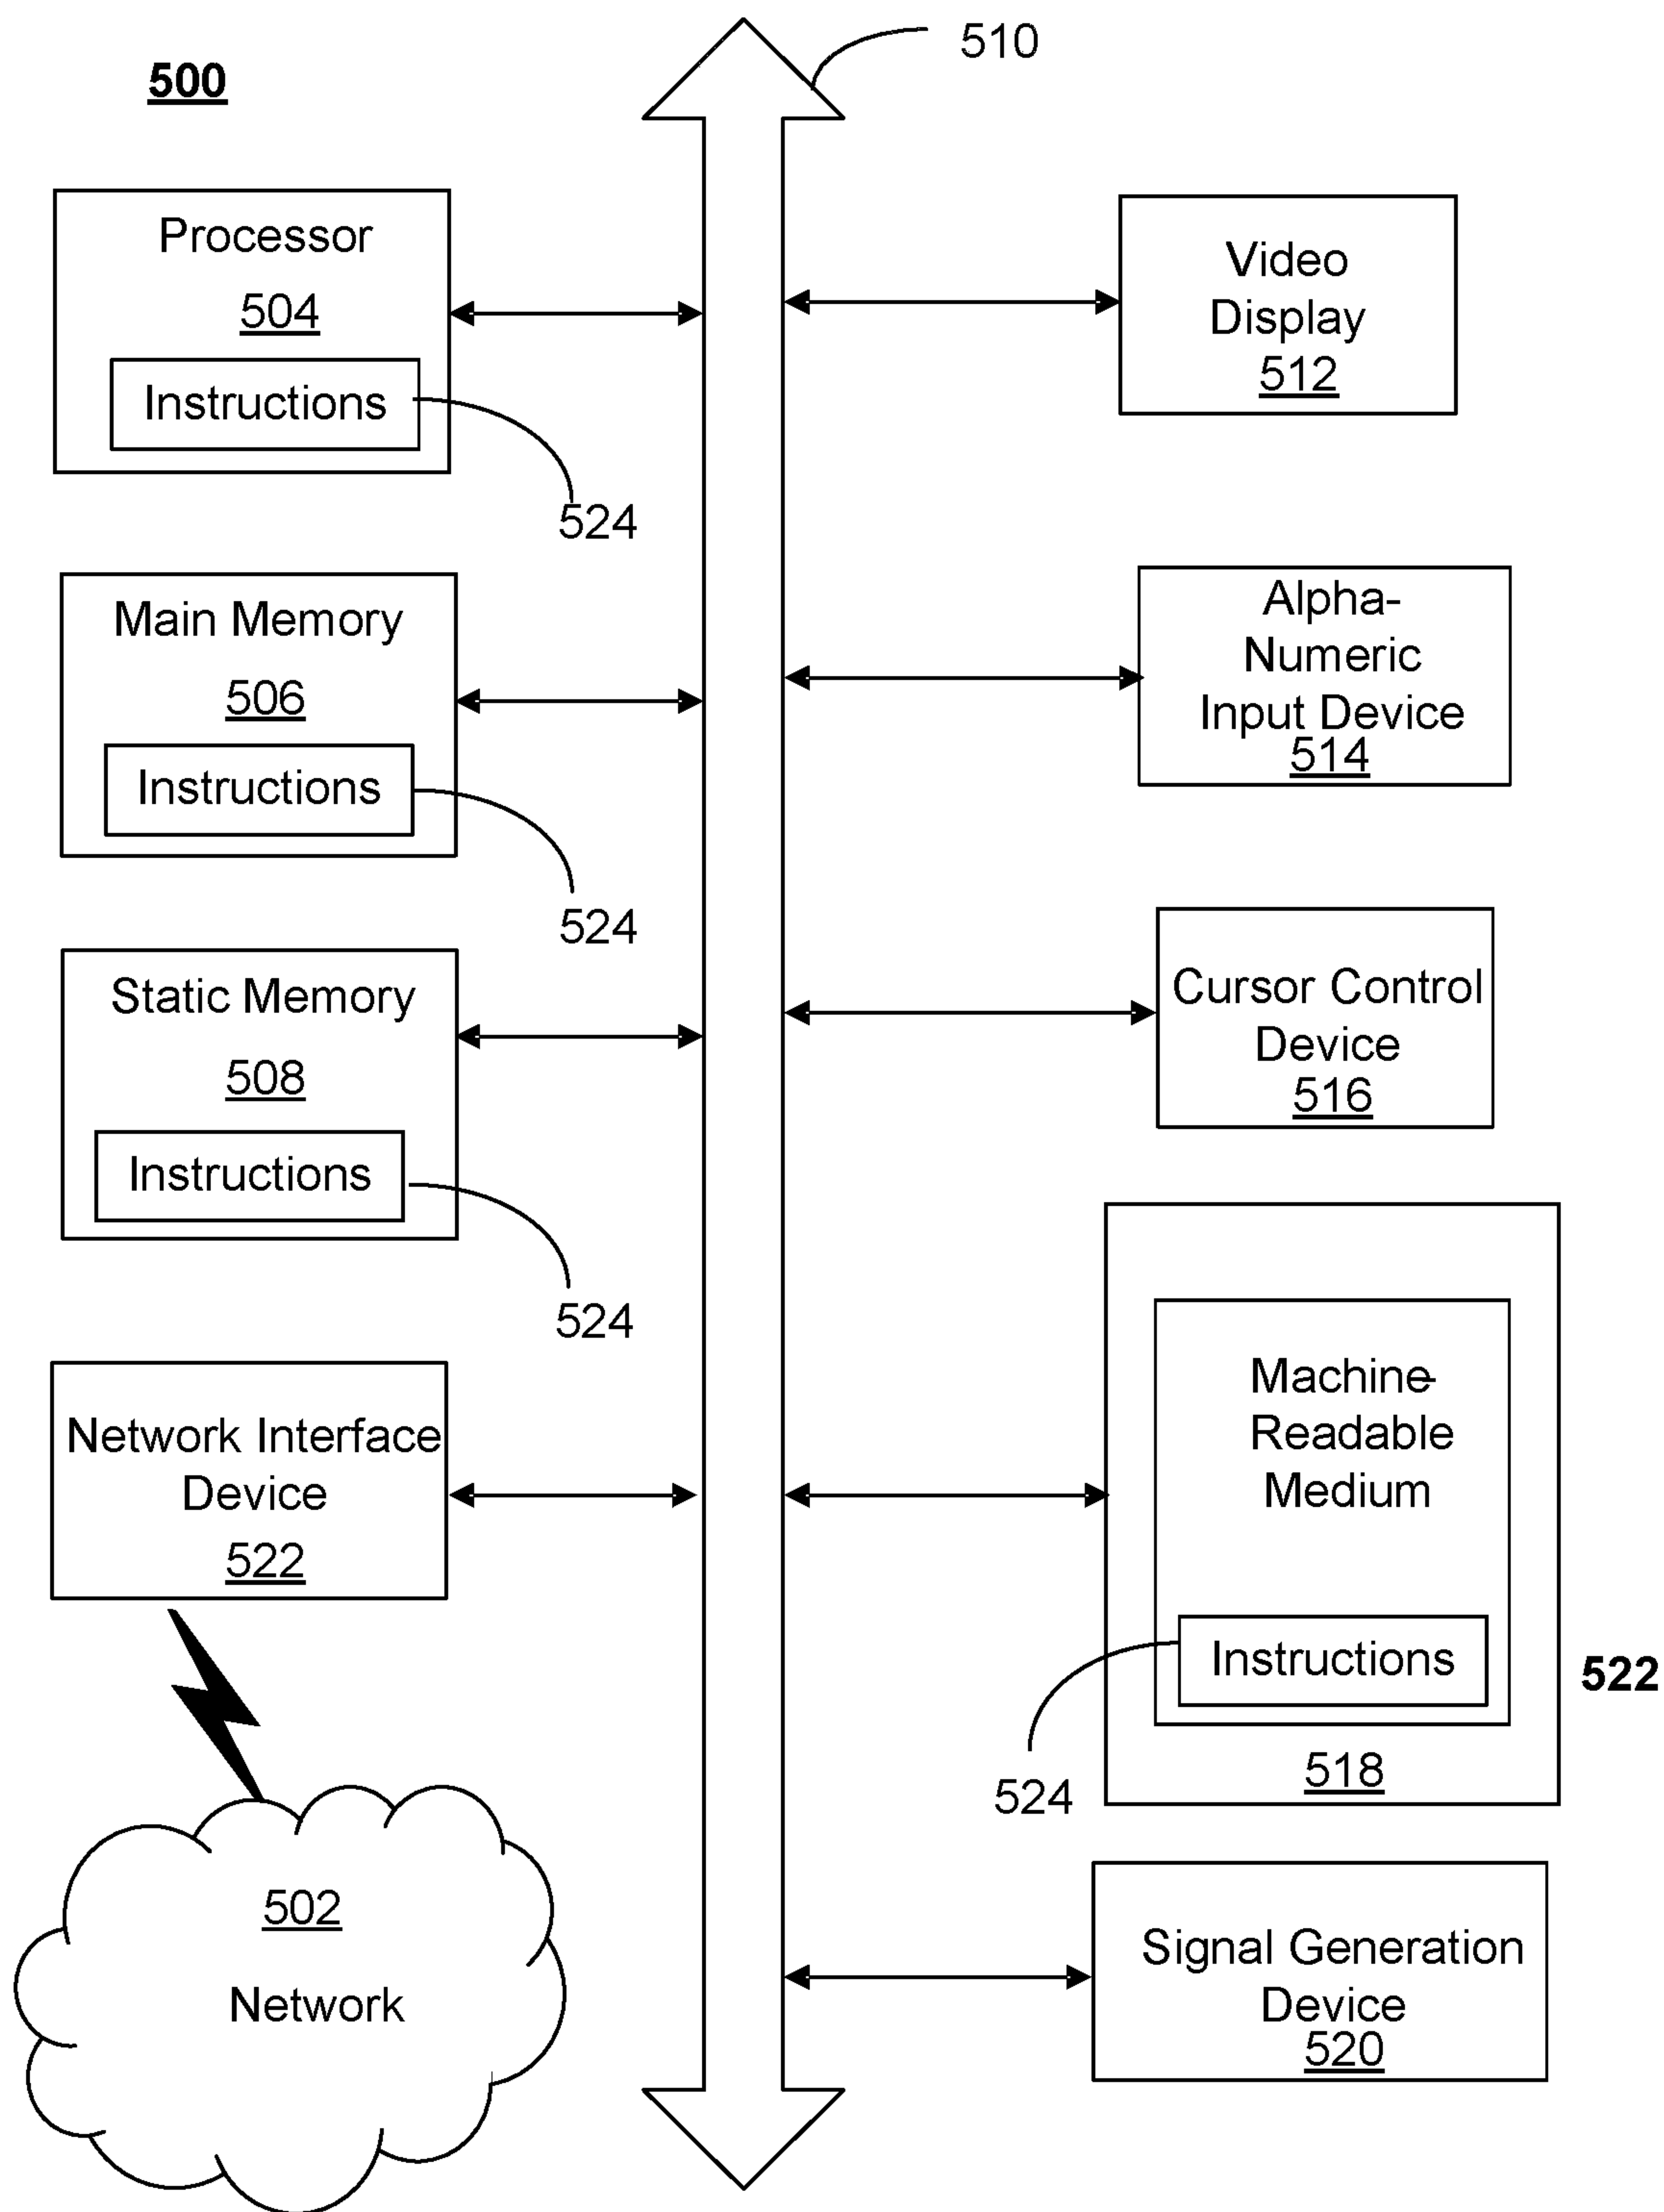 500
510
Processor
504
Instructions
524
Main Memory
506
Instructions
524
Static Memory
508
Instructions
524
Network Interface
Device
522
502
Network
Video
Display
512
Alpha-
Numeric
Input Device
514
Cursor Control
Device
516
Machine-
Readable
Medium
Instructions
524
518
522
Signal Generation
Device
520